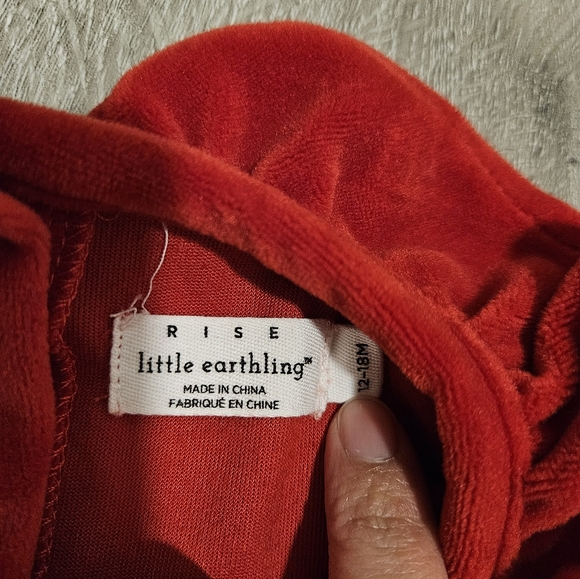 RISE
little earthling™
MADE IN CHINA
FABRIQUÉ EN CHINE
12-18M